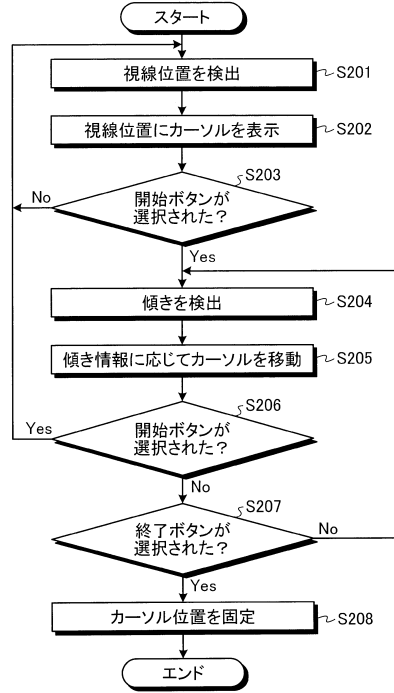 スタート
視線位置を検出
S201
視線位置にカーソルを表示
S202
S203
開始ボタンが
選択された?
No
Yes
傾きを検出
S204
傾き情報に応じてカーソルを移動
S205
S206
開始ボタンが
選択された?
Yes
No
S207
終了ボタンが
選択された?
No
Yes
カーソル位置を固定
S208
エンド